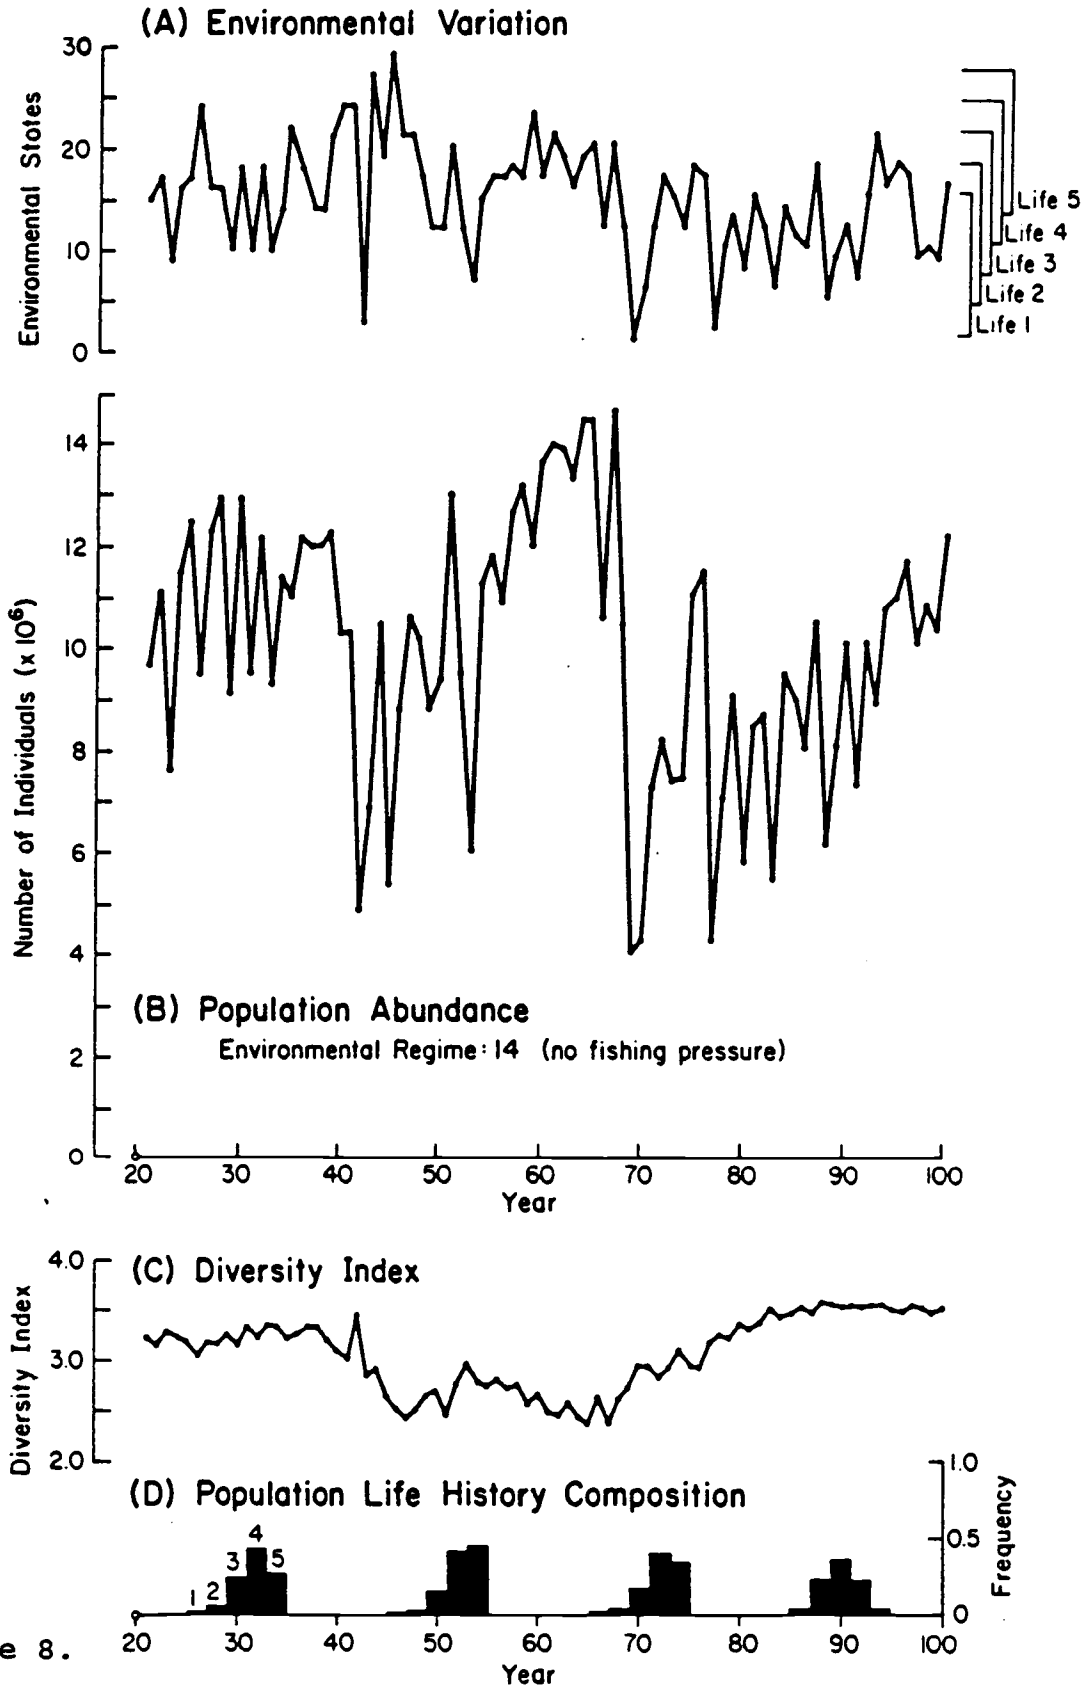 (A) Environmental Variation
30
20
10
0
Environmental States
Life 5
Life 4
Life 3
Life 2
Life 1
14
12
10
8
6
4
2
0
Number of Individuals (x10⁶)
(B) Population Abundance
Environmental Regime: 14 (no fishing pressure)
20 30 40 50 60 70 80 90 100
Year
4.0
3.0
2.0
Diversity Index
(C) Diversity Index
(D) Population Life History Composition
1.0
0.5
0
Frequency
1 2 3 4 5
20 30 40 50 60 70 80 90 100
Year
e 8.